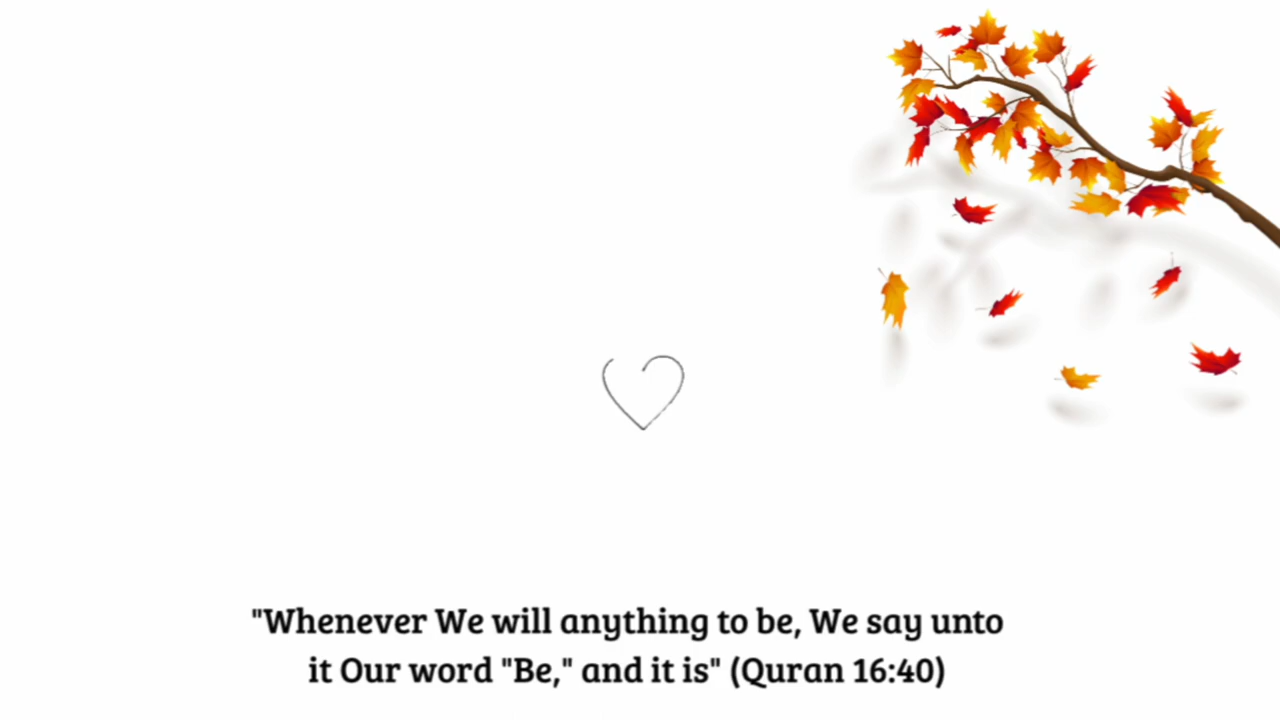 "Whenever We will anything to be, We say unto
it Our word "Be," and it is" (Quran 16:40)